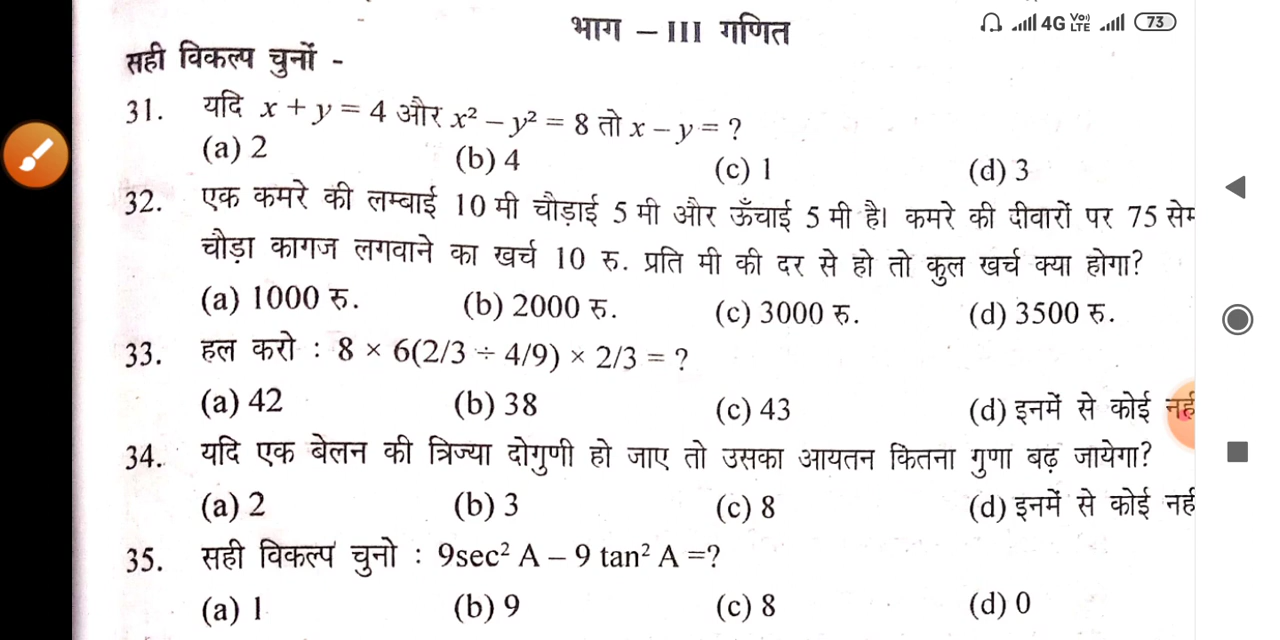 4G Vo) LTE 73
भाग – III गणित
सही विकल्प चुनों -
31. यदि x + y = 4 और x² – y² = 8 तो x – y = ?
(a) 2 (b) 4 (c) 1 (d) 3
32. एक कमरे की लम्बाई 10 मी चौड़ाई 5 मी और ऊँचाई 5 मी है। कमरे की दीवारों पर 75 सेम
चौड़ा कागज लगवाने का खर्च 10 रु. प्रति मी की दर से हो तो कुल खर्च क्या होगा?
(a) 1000 रु. (b) 2000 रु. (c) 3000 रु. (d) 3500 रु.
33. हल करो : 8 × 6(2/3 ÷ 4/9) × 2/3 = ?
(a) 42 (b) 38 (c) 43 (d) इनमें से कोई नहीं
34. यदि एक बेलन की त्रिज्या दोगुणी हो जाए तो उसका आयतन कितना गुणा बढ़ जायेगा?
(a) 2 (b) 3 (c) 8 (d) इनमें से कोई नहीं
35. सही विकल्प चुनो : 9sec² A – 9 tan² A =?
(a) 1 (b) 9 (c) 8 (d) 0